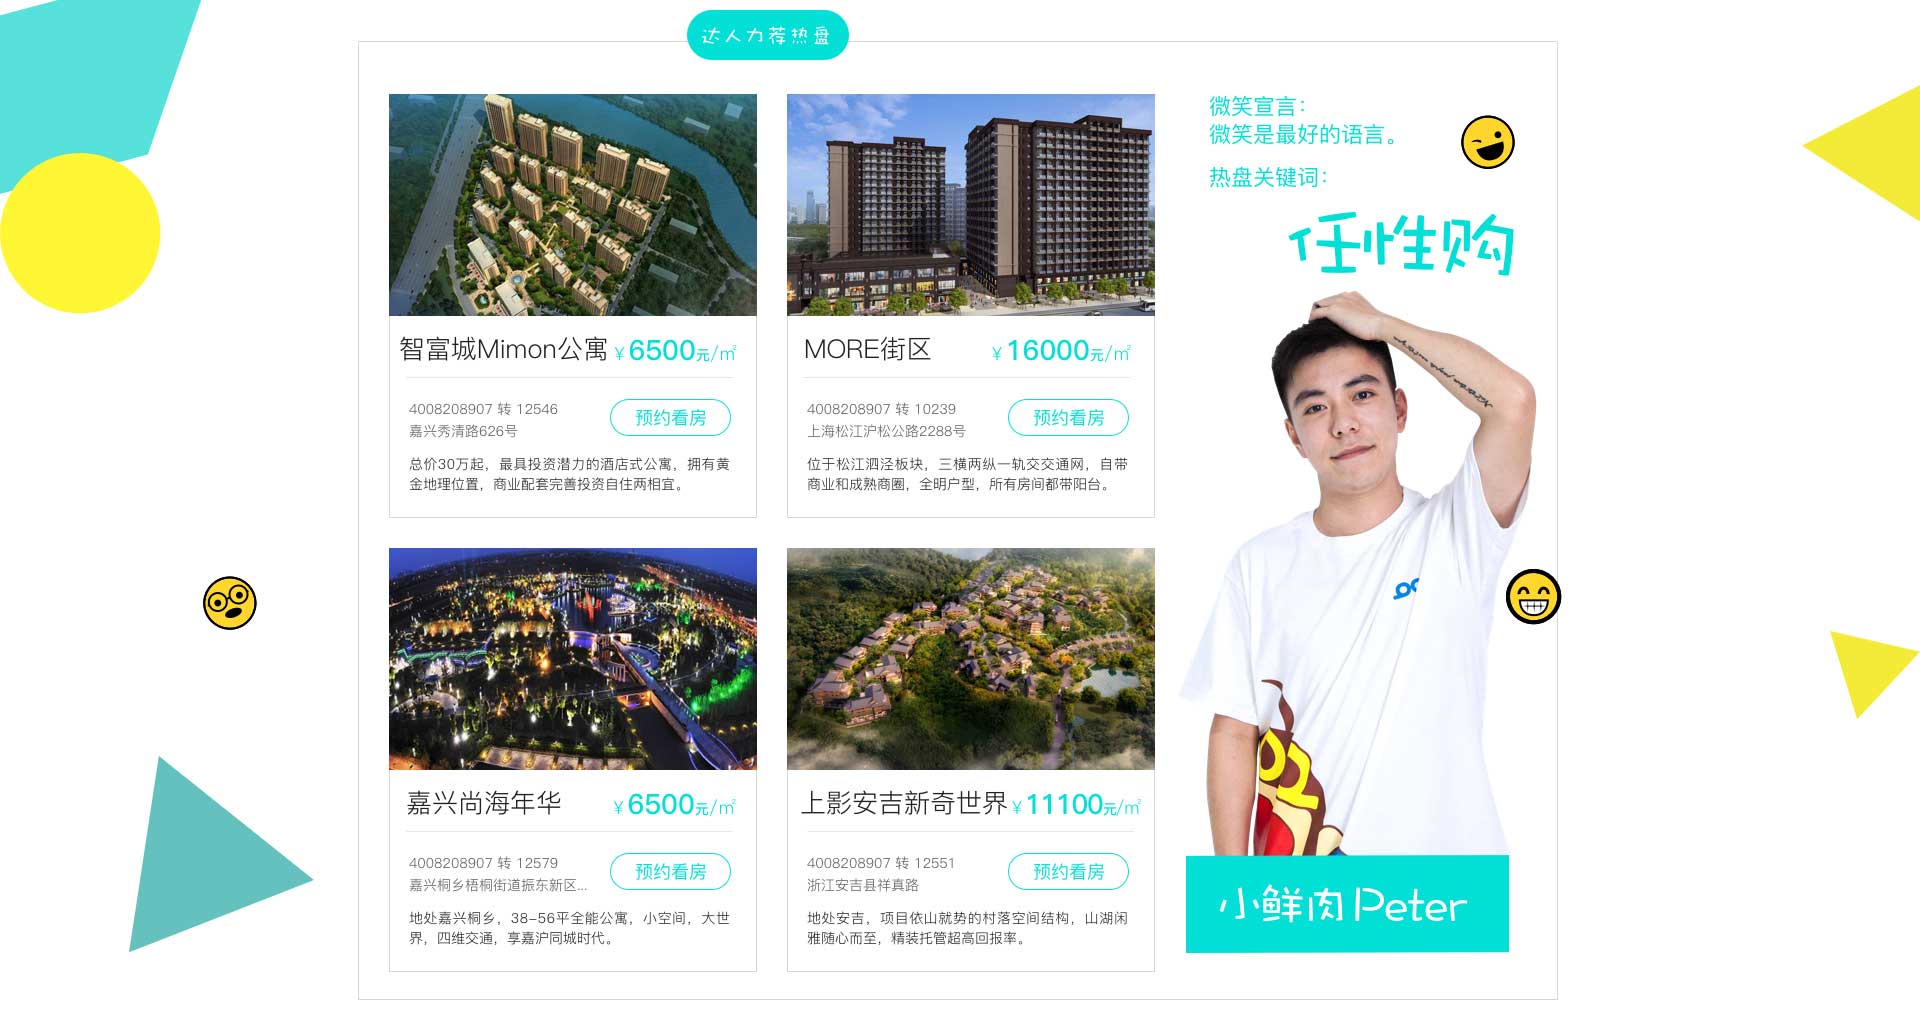 达人力荐热盘
微笑宣言：
微笑是最好的语言。
热盘关键词：
任性购
智富城Mimon公寓 ¥6500元/㎡
4008208907 转 12546
嘉兴秀清路626号
预约看房
总价30万起，最具投资潜力的酒店式公寓，拥有黄
金地理位置，商业配套完善投资自住两相宜。
MORE街区 ¥16000元/㎡
4008208907 转 10239
上海松江沪松公路2288号
预约看房
位于松江泗泾板块，三横两纵一轨交交通网，自带
商业和成熟商圈，全明户型，所有房间都带阳台。
嘉兴尚海年华 ¥6500元/㎡
4008208907 转 12579
嘉兴桐乡梧桐街道振东新区...
预约看房
地处嘉兴桐乡，38-56平全能公寓，小空间，大世
界，四维交通，享嘉沪同城时代。
上影安吉新奇世界 ¥11100元/㎡
4008208907 转 12551
浙江安吉县祥真路
预约看房
地处安吉，项目依山就势的村落空间结构，山湖闲
雅随心而至，精装托管超高回报率。
小鲜肉 Peter